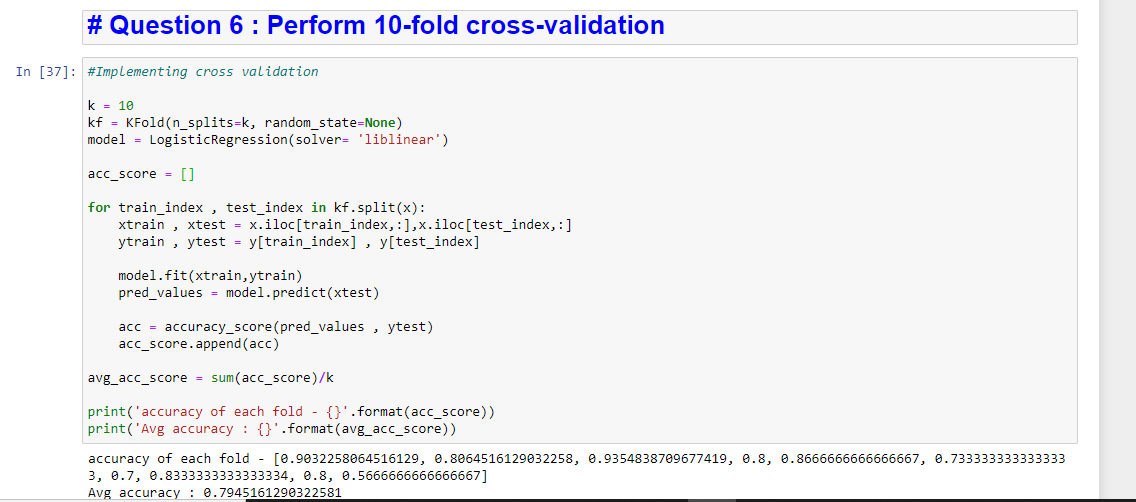 # Question 6 : Perform 10-fold cross-validation
In [37]: #Implementing cross validation
k = 10
kf = KFold(n_splits=k, random_state=None)
model = LogisticRegression(solver= 'liblinear')
acc_score = []
for train_index , test_index in kf.split(x):
    xtrain , xtest = x.iloc[train_index,:],x.iloc[test_index,:]
    ytrain , ytest = y[train_index] , y[test_index]
    model.fit(xtrain,ytrain)
    pred_values = model.predict(xtest)
    acc = accuracy_score(pred_values , ytest)
    acc_score.append(acc)
avg_acc_score = sum(acc_score)/k
print('accuracy of each fold - {}'.format(acc_score))
print('Avg accuracy : {}'.format(avg_acc_score))
accuracy of each fold - [0.9032258064516129, 0.8064516129032258, 0.9354838709677419, 0.8, 0.8666666666666667, 0.733333333333333
3, 0.7, 0.8333333333333334, 0.8, 0.5666666666666667]
Avg accuracy : 0.7945161290322581